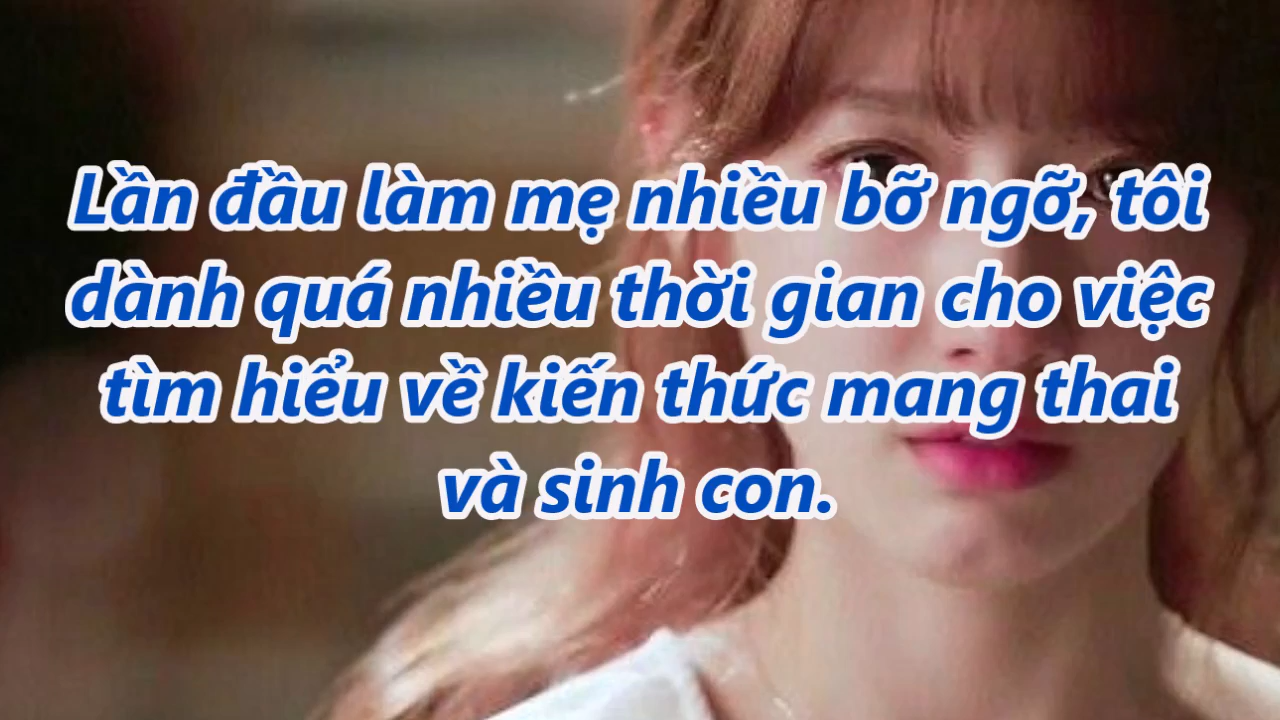 Lần đầu làm mẹ nhiều bỡ ngỡ, tôi
dành quá nhiều thời gian cho việc
tìm hiểu về kiến thức mang thai
và sinh con.